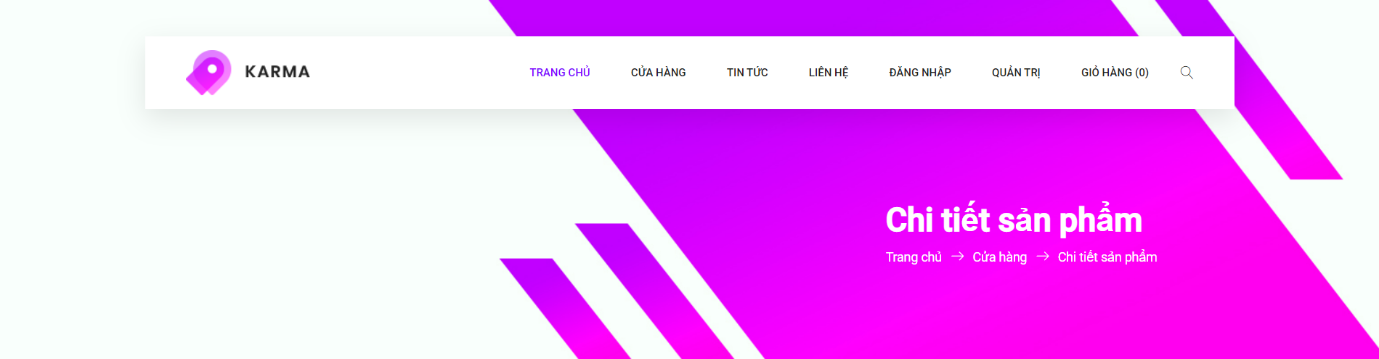 KARMA TRANG CHỦ CỬA HÀNG TIN TỨC LIÊN HỆ ĐĂNG NHẬP QUẢN TRỊ GIỎ HÀNG (0)
Chi tiết sản phẩm
Trang chủ → Cửa hàng → Chi tiết sản phẩm